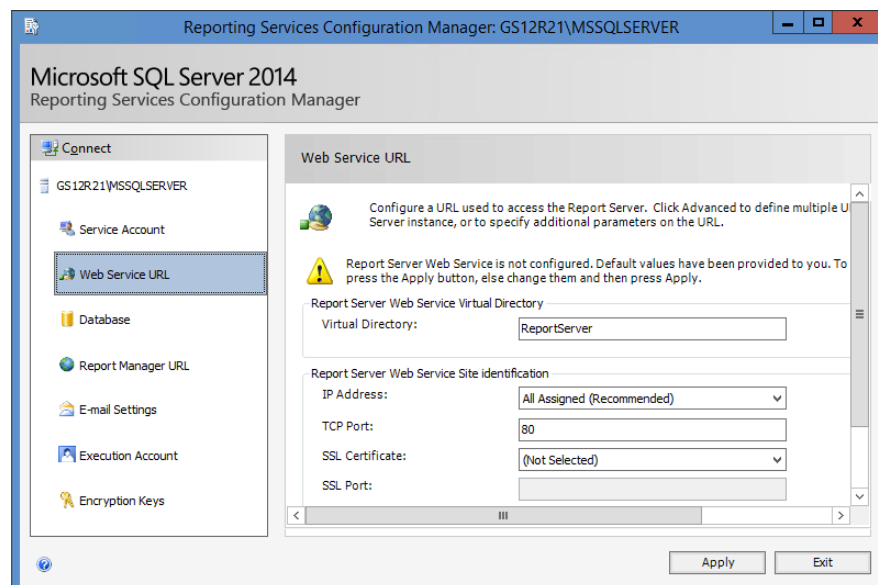 Reporting Services Configuration Manager: GS12R21\MSSQLSERVER
Microsoft SQL Server 2014
Reporting Services Configuration Manager
Connect
GS12R21\MSSQLSERVER
Service Account
Web Service URL
Database
Report Manager URL
E-mail Settings
Execution Account
Encryption Keys
Web Service URL
Configure a URL used to access the Report Server. Click Advanced to define multiple U
Server instance, or to specify additional parameters on the URL.
Report Server Web Service is not configured. Default values have been provided to you. To
press the Apply button, else change them and then press Apply.
Report Server Web Service Virtual Directory
Virtual Directory: ReportServer
Report Server Web Service Site identification
IP Address: All Assigned (Recommended)
TCP Port: 80
SSL Certificate: (Not Selected)
SSL Port:
Apply Exit